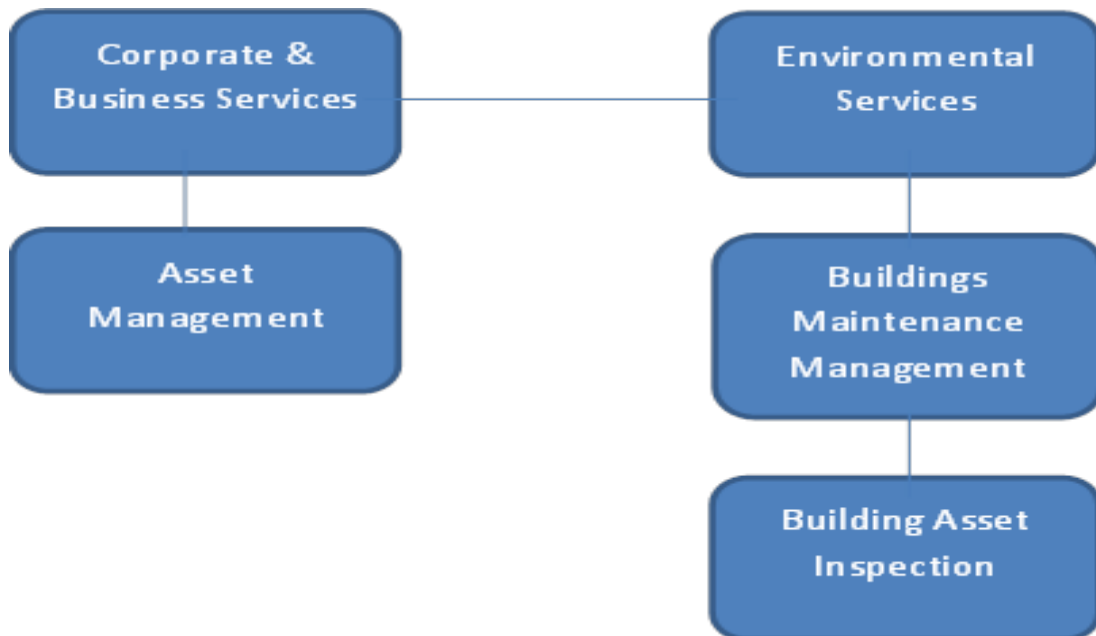 Corporate &
Business Services
Environmental
Services
Asset
Management
Buildings
Maintenance
Management
Building Asset
Inspection